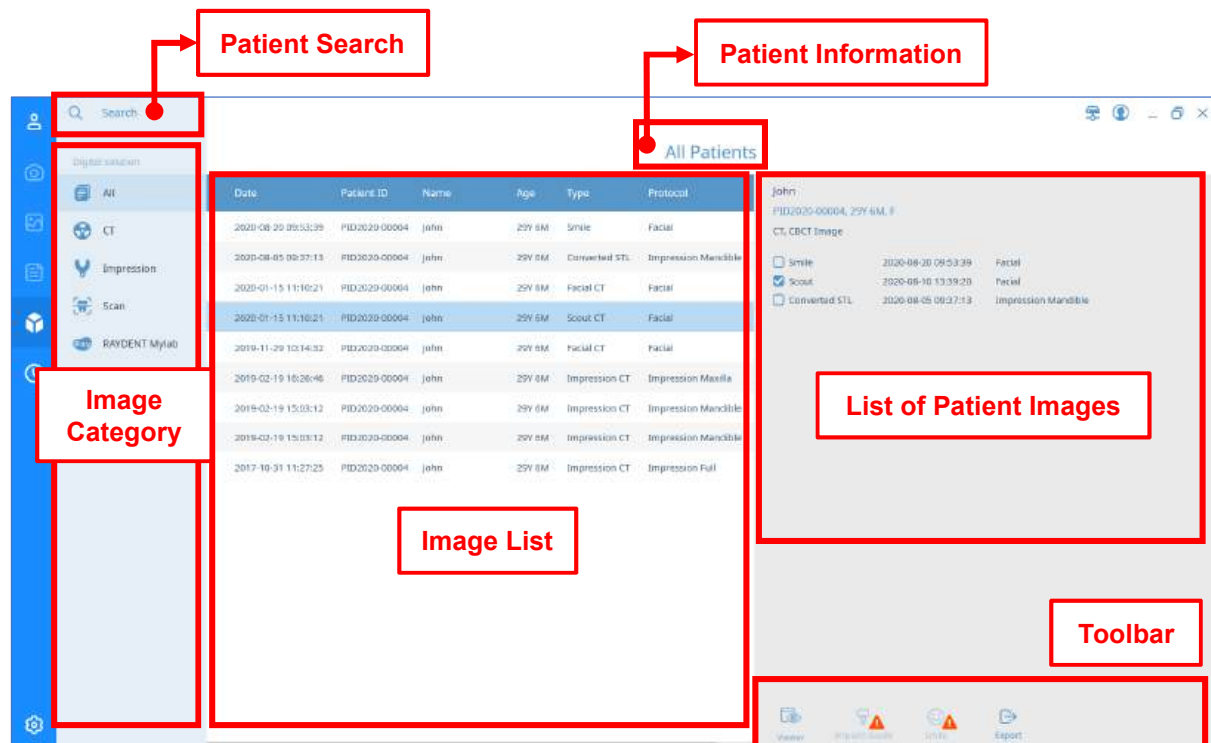 Patient Search
Patient Information
Search
All Patients
Digital solution
All
CT
Impression
Scan
RAYDENT Mylab
Image
Category
Date Patient ID Name Age Type Protocol
2020-08-20 09:53:39 PID2020-00004 John 29Y 6M Smile Facial
2020-08-05 09:37:13 PID2020-00004 John 29Y 6M Converted STL Impression Mandible
2020-01-15 11:10:21 PID2020-00004 John 29Y 6M Facial CT Facial
2020-01-15 11:10:21 PID2020-00004 John 29Y 6M Scout CT Facial
2019-11-29 10:14:52 PID2020-00004 John 29Y 6M Facial CT Facial
2019-02-19 16:26:46 PID2020-00004 John 29Y 6M Impression CT Impression Maxilla
2019-02-19 15:03:12 PID2020-00004 John 29Y 6M Impression CT Impression Mandible
2019-02-19 15:03:12 PID2020-00004 John 29Y 6M Impression CT Impression Mandible
2017-10-31 11:27:25 PID2020-00004 John 29Y 6M Impression CT Impression Full
Image List
John
PID2020-00004, 29Y 6M, F
CT, CBCT Image
Smile 2020-08-20 09:53:39 Facial
Scout 2020-08-10 13:39:20 Facial
Converted STL 2020-08-05 09:37:13 Impression Mandible
List of Patient Images
Toolbar
Viewer Implant Guide Smile Export